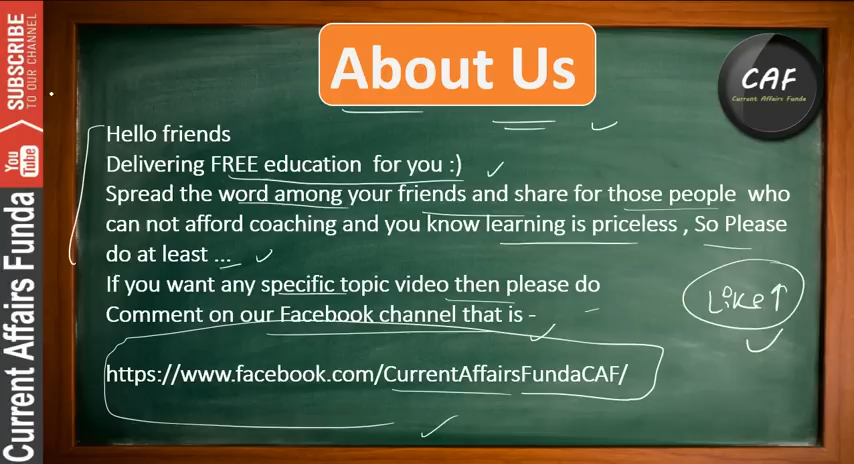 SUBSCRIBE
TO OUR CHANNEL
You Tube
Current Affairs Funda
About Us
CAF
Current Affairs Funda
Hello friends
Delivering FREE education for you :)
Spread the word among your friends and share for those people who
can not afford coaching and you know learning is priceless , So Please
do at least ...
If you want any specific topic video then please do
Comment on our Facebook channel that is -
Like↑
https://www.facebook.com/CurrentAffairsFundaCAF/